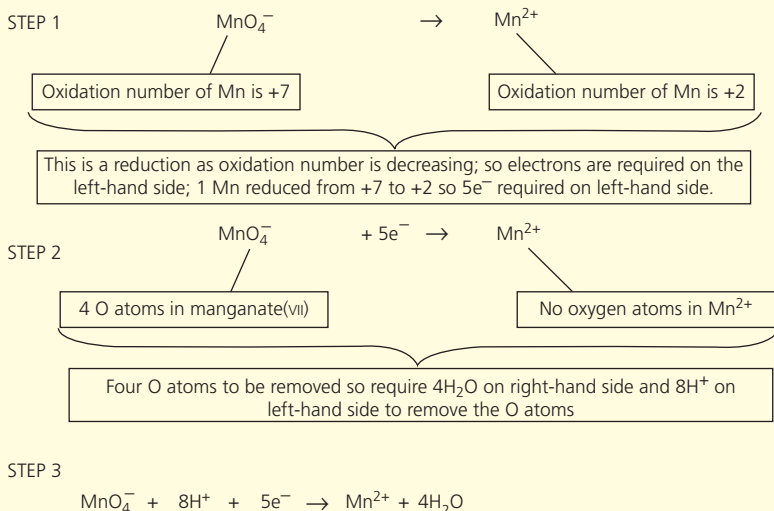 STEP 1
MnO₄⁻ → Mn²⁺
Oxidation number of Mn is +7
Oxidation number of Mn is +2
This is a reduction as oxidation number is decreasing; so electrons are required on the
left-hand side; 1 Mn reduced from +7 to +2 so 5e⁻ required on left-hand side.
STEP 2
MnO₄⁻ + 5e⁻ → Mn²⁺
4 O atoms in manganate(VII)
No oxygen atoms in Mn²⁺
Four O atoms to be removed so require 4H₂O on right-hand side and 8H⁺ on
left-hand side to remove the O atoms
STEP 3
MnO₄⁻ + 8H⁺ + 5e⁻ → Mn²⁺ + 4H₂O